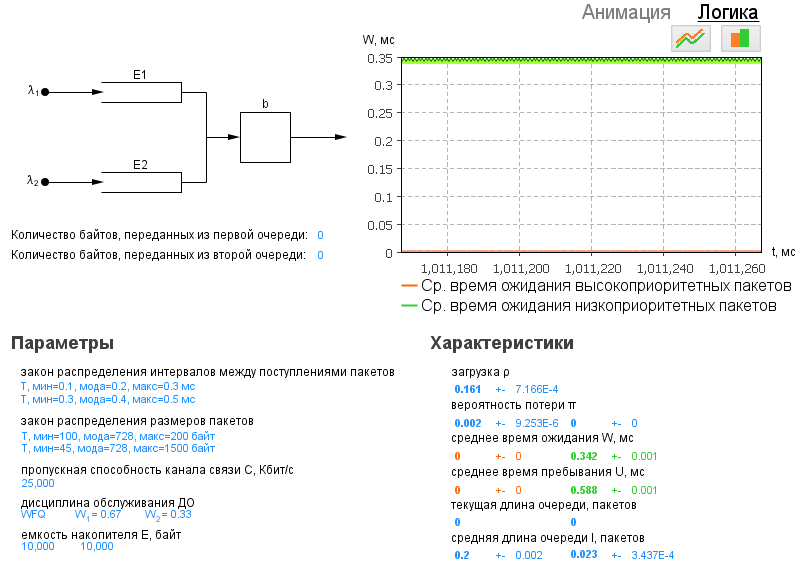 Анимация Логика
W, мс
0.35
0.3
0.25
0.2
0.15
0.1
0.05
0
1,011,180 1,011,200 1,011,220 1,011,240 1,011,260
t, мс
Ср. время ожидания высокоприоритетных пакетов
Ср. время ожидания низкоприоритетных пакетов
λ1
E1
b
λ2
E2
Количество байтов, переданных из первой очереди: 0
Количество байтов, переданных из второй очереди: 0
Параметры
закон распределения интервалов между поступлениями пакетов
T, мин=0.1, мода=0.2, макс=0.3 мс
T, мин=0.3, мода=0.4, макс=0.5 мс
закон распределения размеров пакетов
T, мин=100, мода=728, макс=200 байт
T, мин=45, мода=728, макс=1500 байт
пропускная способность канала связи C, Кбит/с
25,000
дисциплина обслуживания ДО
WFQ W1 = 0.67 W2 = 0.33
емкость накопителя E, байт
10,000 10,000
Характеристики
загрузка ρ
0.161 +- 7.166E-4
вероятность потери π
0.002 +- 9.253E-6 0 +- 0
среднее время ожидания W, мс
0 +- 0 0.342 +- 0.001
среднее время пребывания U, мс
0 +- 0 0.588 +- 0.001
текущая длина очереди, пакетов
0 0
средняя длина очереди l, пакетов
0.2 +- 0.002 0.023 +- 3.437E-4